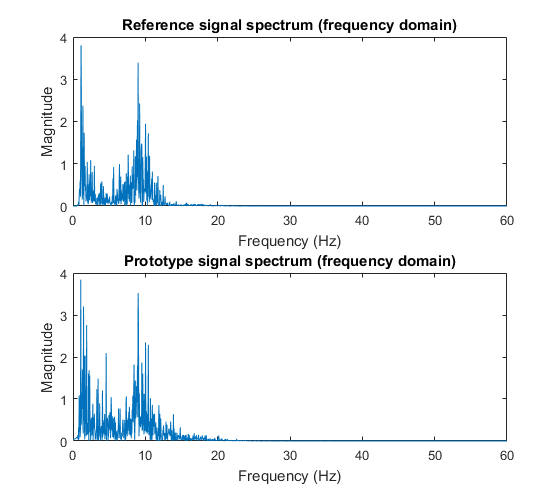 Reference signal spectrum (frequency domain)
4
3
2
1
0
Magnitude
0 10 20 30 40 50 60
Frequency (Hz)
Prototype signal spectrum (frequency domain)
4
3
2
1
0
Magnitude
0 10 20 30 40 50 60
Frequency (Hz)